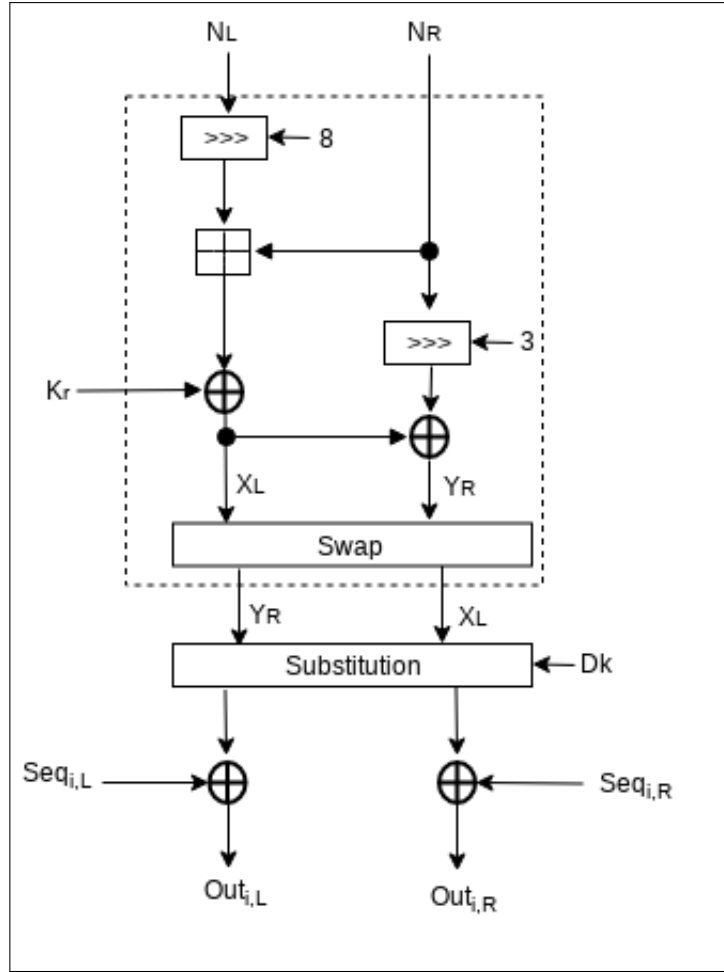 NL NR
>>> 8
>>> 3
Kr
XL YR
Swap
YR XL
Substitution Dk
Seqi,L Seqi,R
Outi,L Outi,R